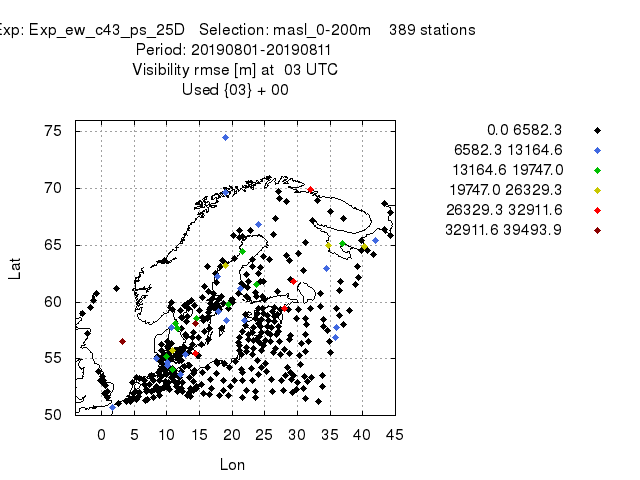 Exp: Exp_ew_c43_ps_25D Selection: masl_0-200m 389 stations
Period: 20190801-20190811
Visibility rmse [m] at 03 UTC
Used {03} + 00
0.0 6582.3
6582.3 13164.6
13164.6 19747.0
19747.0 26329.3
26329.3 32911.6
32911.6 39493.9
75
70
65
60
55
50
Lat
0 5 10 15 20 25 30 35 40 45
Lon